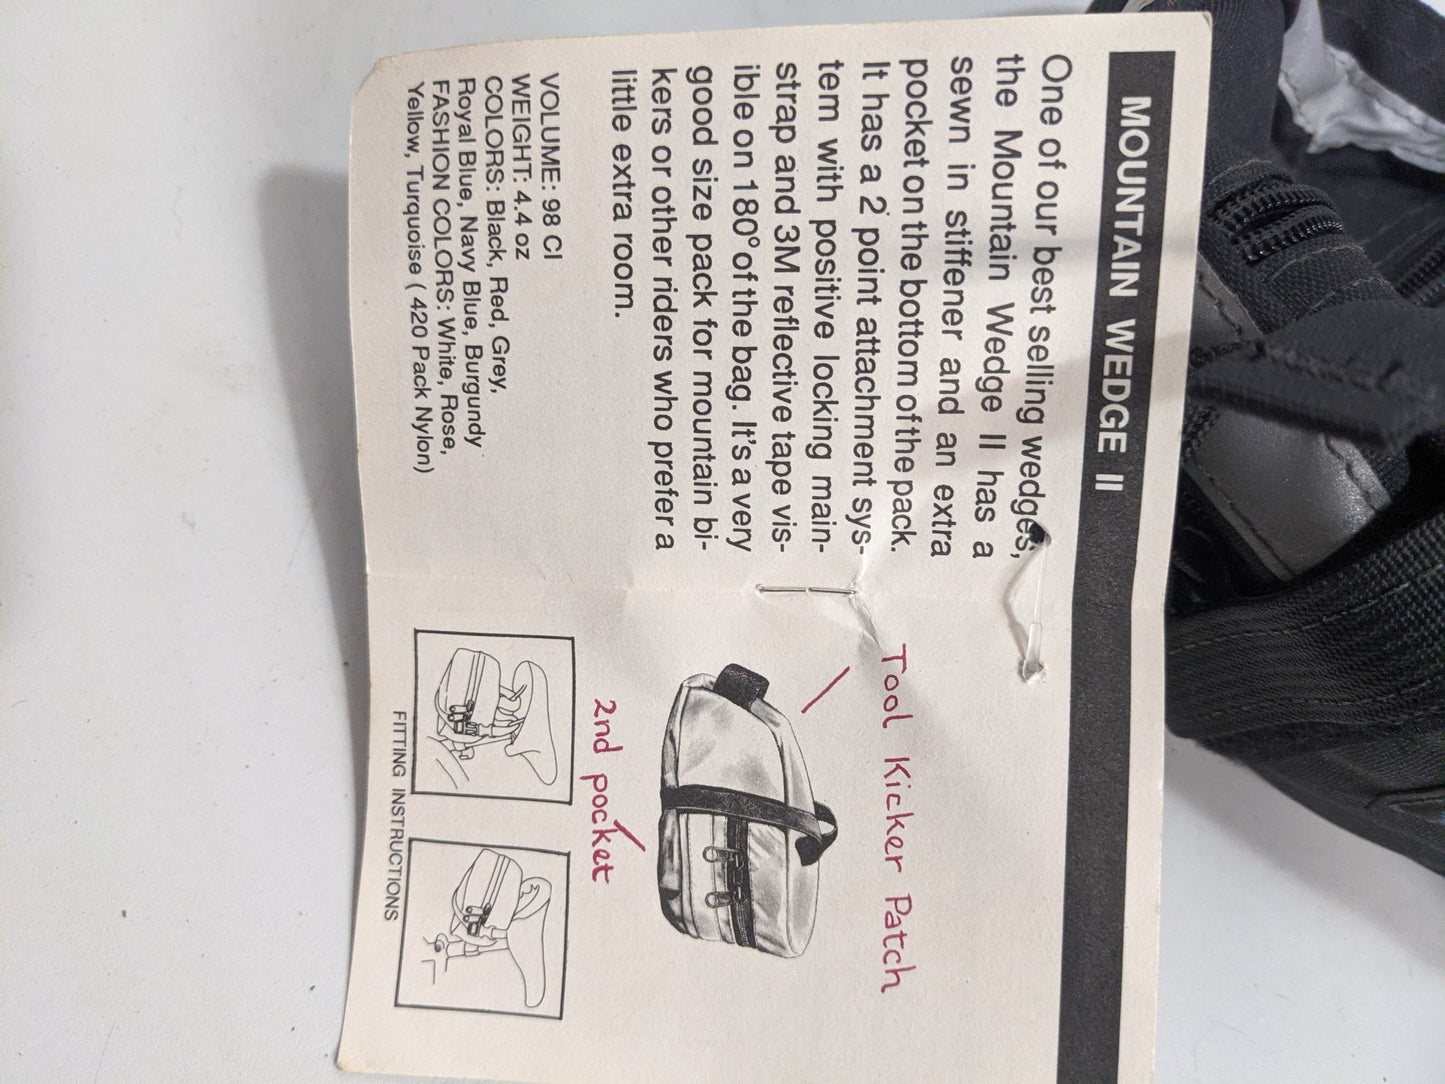 MOUNTAIN WEDGE II
One of our best selling wedges,
the Mountain Wedge II has a
sewn in stiffener and an extra
pocket on the bottom of the pack.
It has a 2 point attachment sys-
tem with positive locking main-
strap and 3M reflective tape vis-
ible on 180° of the bag. It's a very
good size pack for mountain bi-
kers or other riders who prefer a
little extra room.
VOLUME: 98 CI
WEIGHT: 4.4 oz
COLORS: Black, Red, Grey,
Royal Blue, Navy Blue, Burgundy
FASHION COLORS: White, Rose,
Yellow, Turquoise ( 420 Pack Nylon)
Tool Kicker Patch
2nd pocket
FITTING INSTRUCTIONS